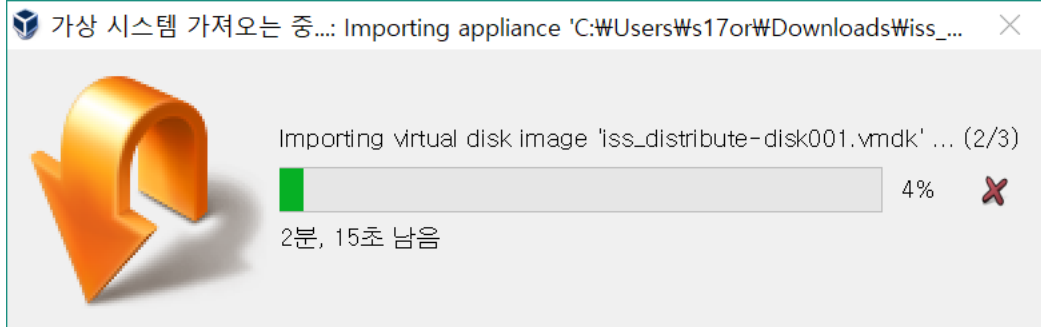 가상 시스템 가져오는 중...: Importing appliance 'C:₩Users₩s17or₩Downloads₩iss_...
Importing virtual disk image 'iss_distribute-disk001.vmdk' ... (2/3)
4%
2분, 15초 남음